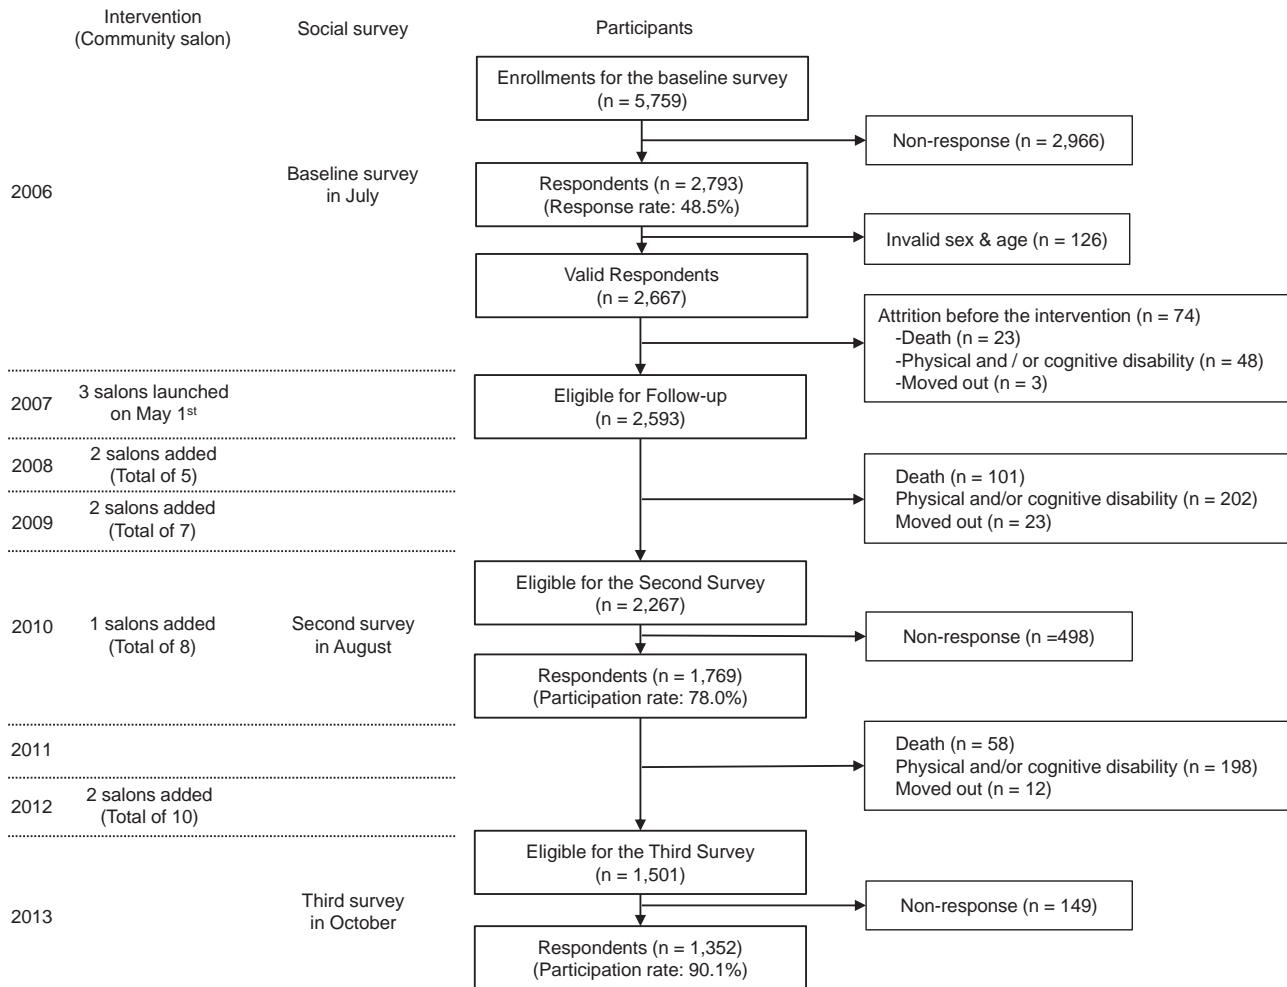 Intervention
(Community salon)
Social survey
Participants
Enrollments for the baseline survey
(n = 5,759)
Non-response (n = 2,966)
2006
Baseline survey
in July
Respondents (n = 2,793)
(Response rate: 48.5%)
Invalid sex & age (n = 126)
Valid Respondents
(n = 2,667)
Attrition before the intervention (n = 74)
-Death (n = 23)
-Physical and / or cognitive disability (n = 48)
-Moved out (n = 3)
2007
3 salons launched
on May 1st
Eligible for Follow-up
(n = 2,593)
2008
2 salons added
(Total of 5)
Death (n = 101)
Physical and/or cognitive disability (n = 202)
Moved out (n = 23)
2009
2 salons added
(Total of 7)
Eligible for the Second Survey
(n = 2,267)
2010
1 salons added
(Total of 8)
Second survey
in August
Non-response (n =498)
Respondents (n = 1,769)
(Participation rate: 78.0%)
2011
Death (n = 58)
Physical and/or cognitive disability (n = 198)
Moved out (n = 12)
2012
2 salons added
(Total of 10)
Eligible for the Third Survey
(n = 1,501)
2013
Third survey
in October
Non-response (n = 149)
Respondents (n = 1,352)
(Participation rate: 90.1%)